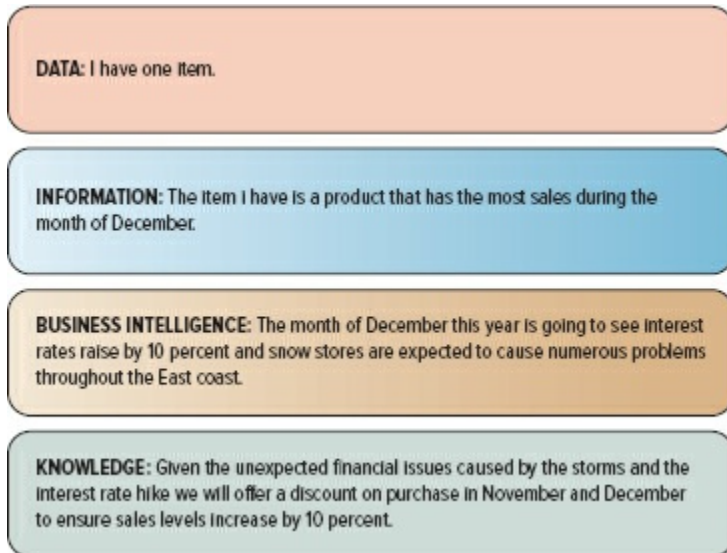 DATA: I have one item.
INFORMATION: The item i have is a product that has the most sales during the
month of December.
BUSINESS INTELLIGENCE: The month of December this year is going to see interest
rates raise by 10 percent and snow stores are expected to cause numerous problems
throughout the East coast.
KNOWLEDGE: Given the unexpected financial issues caused by the storms and the
interest rate hike we will offer a discount on purchase in November and December
to ensure sales levels increase by 10 percent.